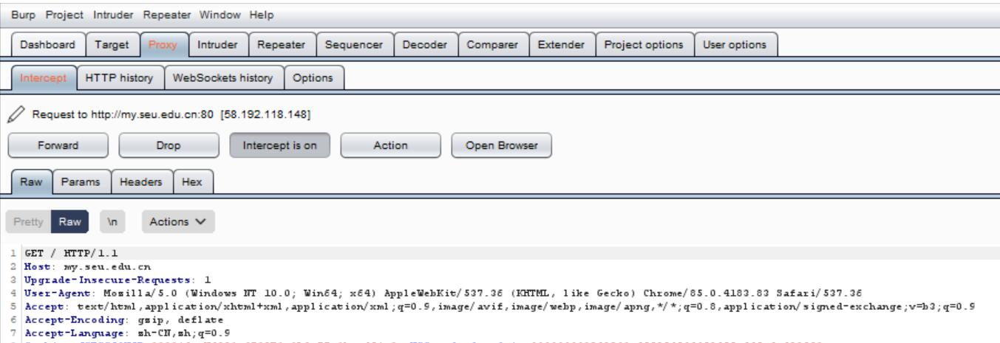 Burp Project Intruder Repeater Window Help
Dashboard Target Proxy Intruder Repeater Sequencer Decoder Comparer Extender Project options User options
Intercept HTTP history WebSockets history Options
Request to http://my.seu.edu.cn:80 [58.192.118.148]
Forward Drop Intercept is on Action Open Browser
Raw Params Headers Hex
Pretty Raw \n Actions
1 GET / HTTP/1.1
2 Host: my.seu.edu.cn
3 Upgrade-Insecure-Requests: 1
4 User-Agent: Mozilla/5.0 (Windows NT 10.0; Win64; x64) AppleWebKit/537.36 (KHTML, like Gecko) Chrome/85.0.4183.83 Safari/537.36
5 Accept: text/html,application/xhtml+xml,application/xml;q=0.9,image/avif,image/webp,image/apng,*/*;q=0.8,application/signed-exchange;v=b3;q=0.9
6 Accept-Encoding: gzip, deflate
7 Accept-Language: zh-CN,zh;q=0.9